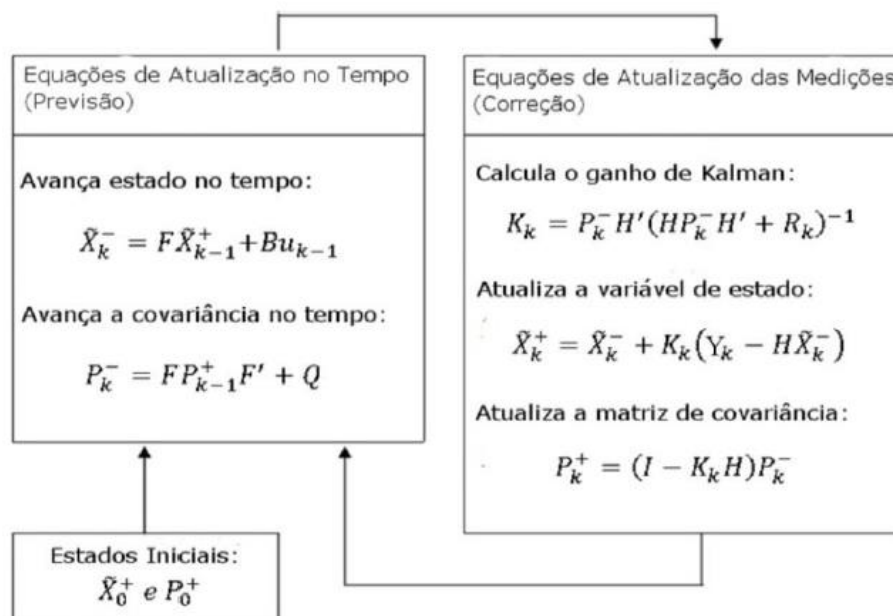 Equações de Atualização no Tempo
(Previsão)
Avança estado no tempo:
X̃ₖ⁻ = FX̃ₖ₋₁⁺+Buₖ₋₁
Avança a covariância no tempo:
Pₖ⁻ = FPₖ₋₁⁺F′ + Q
Estados Iniciais:
X̃₀⁺ e P₀⁺
Equações de Atualização das Medições
(Correção)
Calcula o ganho de Kalman:
Kₖ = Pₖ⁻H′(HPₖ⁻H′ + Rₖ)⁻¹
Atualiza a variável de estado:
X̃ₖ⁺ = X̃ₖ⁻ + Kₖ(Yₖ − HX̃ₖ⁻)
Atualiza a matriz de covariância:
Pₖ⁺ = (I − KₖH)Pₖ⁻